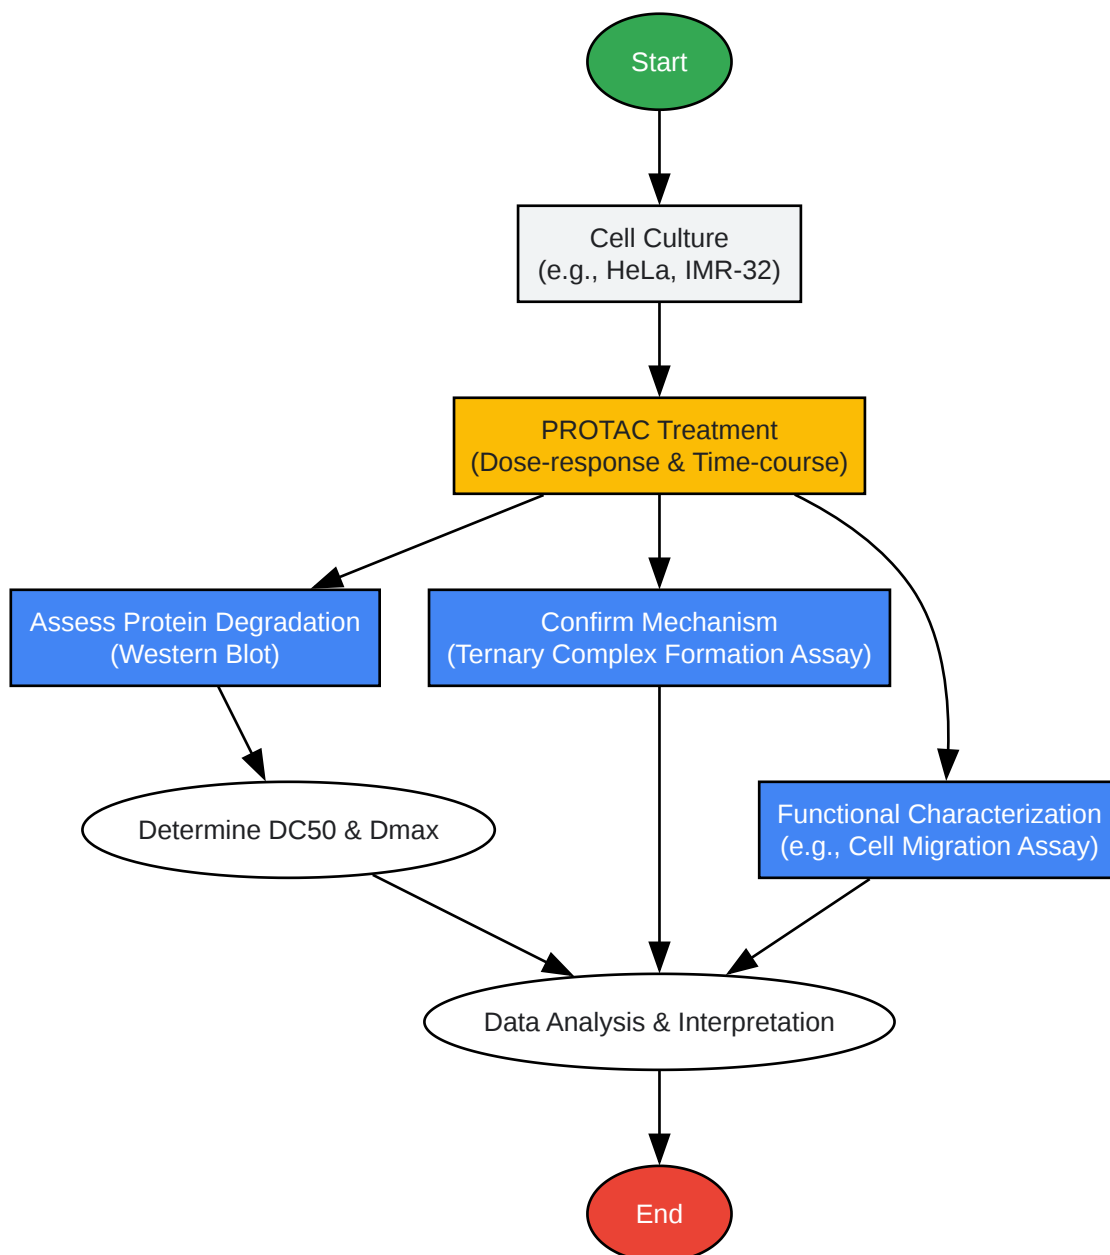 Start
Cell Culture
(e.g., HeLa, IMR-32)
PROTAC Treatment
(Dose-response & Time-course)
Assess Protein Degradation
(Western Blot)
Confirm Mechanism
(Ternary Complex Formation Assay)
Determine DC50 & Dmax
Functional Characterization
(e.g., Cell Migration Assay)
Data Analysis & Interpretation
End